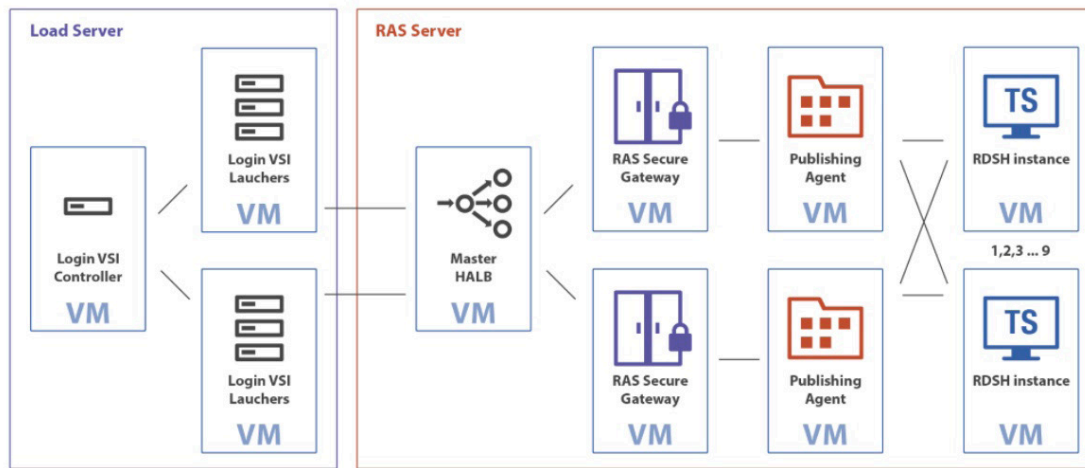 Load Server
RAS Server
Login VSI
Controller
VM
Login VSI
Lauchers
VM
Login VSI
Lauchers
VM
Master
HALB
VM
RAS Secure
Gateway
VM
RAS Secure
Gateway
VM
Publishing
Agent
VM
Publishing
Agent
VM
TS
RDSH instance
VM
1,2,3 ... 9
TS
RDSH instance
VM